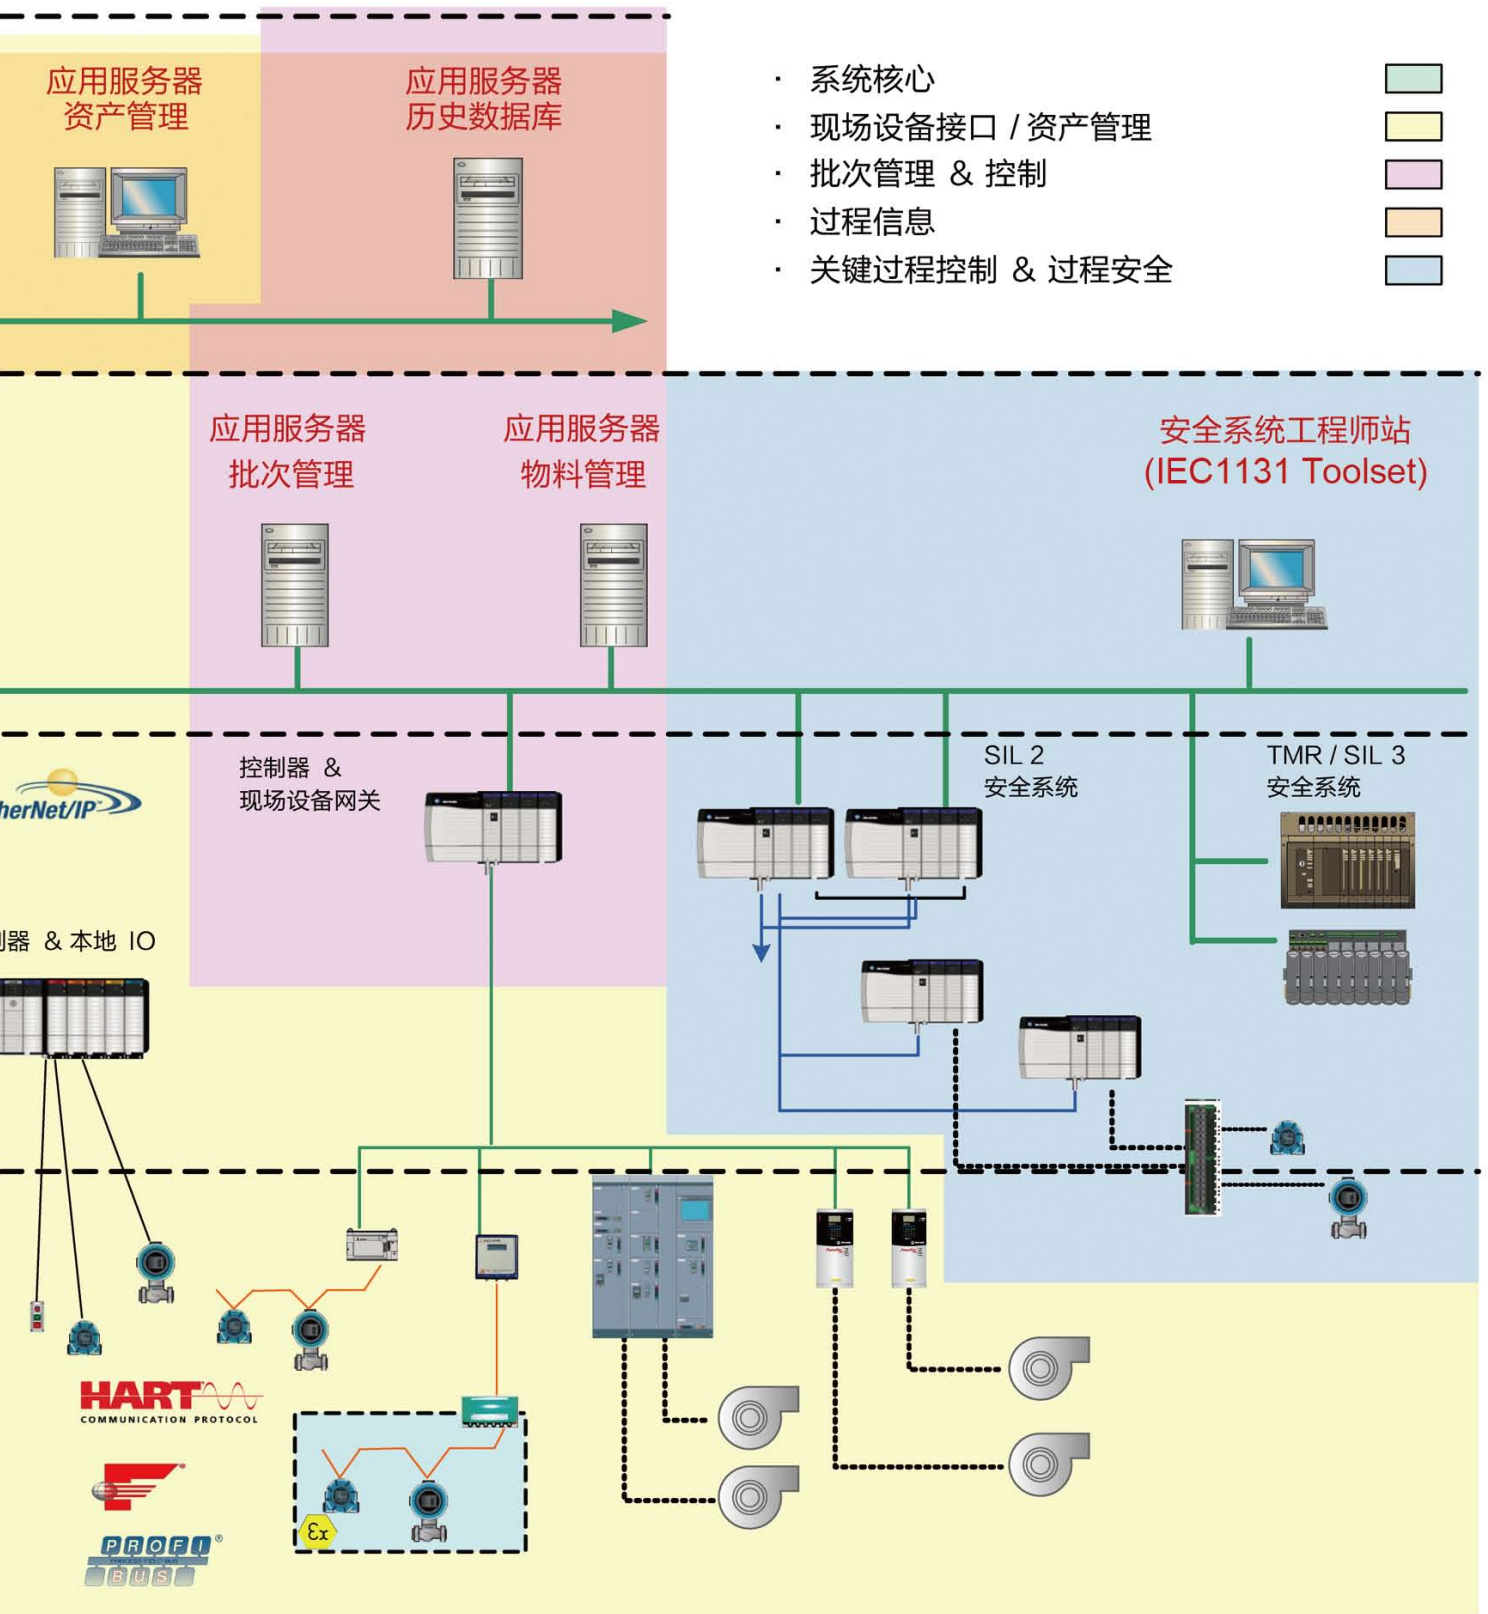 应用服务器
资产管理
应用服务器
历史数据库
· 系统核心
· 现场设备接口 / 资产管理
· 批次管理 & 控制
· 过程信息
· 关键过程控制 & 过程安全
应用服务器
批次管理
应用服务器
物料管理
安全系统工程师站
(IEC1131 Toolset)
控制器 &
现场设备网关
SIL 2
安全系统
TMR / SIL 3
安全系统
herNet/IP
器 & 本地 IO
HART
COMMUNICATION PROTOCOL
PROFI
PROCESS FIELD BUS
BUS
Ex